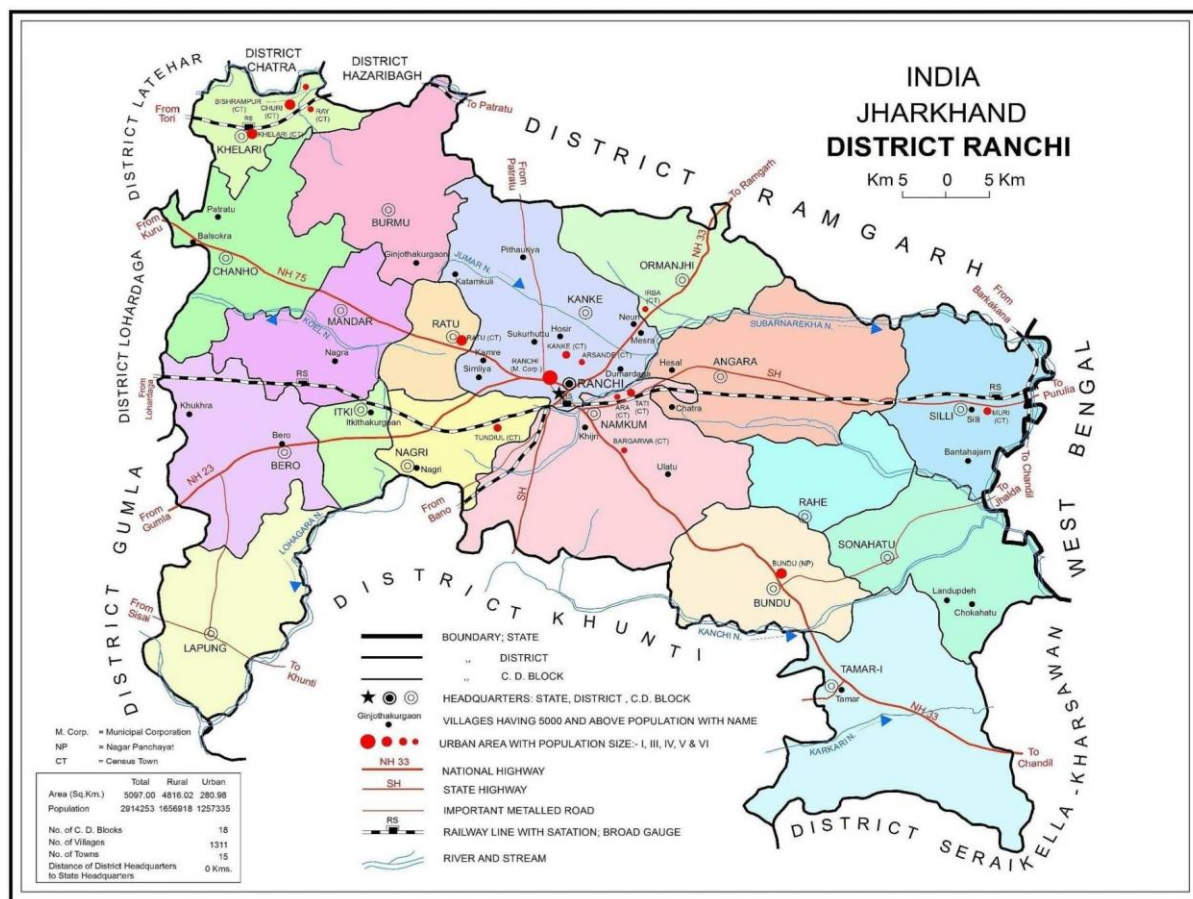 INDIA
JHARKHAND
DISTRICT RANCHI
Km 5 0 5 Km
DISTRICT
CHATRA
DISTRICT
HAZARIBAGH
DISTRICT LATEHAR
DISTRICT RAMGARH
DISTRICT LOHARDAGA
DISTRICT GUMLA
DISTRICT KHUNTI
WEST BENGAL
DISTRICT SERAIKELLA-KHARSAWAN
From
Tori
BISHRAMPUR
(CT)
CHURI
(CT)
RAY
(CT)
RS
KHELARI (CT)
KHELARI
To Patratu
From
Patratu
To Ramgarh
NH 33
From
Barkakana
From
Kuru
Patratu
Balsokra
CHANHO
NH 75
BURMU
Ginjothakurgaon
JUMAR N.
Katamkuli
Pithauriya
KANKE
ORMANJHI
IRBA
(CT)
Neuri
Mesra
SUBARNAREKHA N.
KOEL N.
MANDAR
Nagra
RATU
RATU (CT)
Sukurhuttu
Hosir
KANKE (CT)
ARSANDE (CT)
Kamre
Simliya
RANCHI
(M. Corp.)
RANCHI
Dumardaga
Hesal
ANGARA
SH
RS
To
Purulia
From
Lohardaga
RS
Khukhra
ITKI
Itkithakurgaon
TUNDIUL (CT)
ARA
(CT)
TATI
(CT)
NAMKUM
Chatra
SILLI
Silli
MURI
(CT)
Khijri
BARGARWA (CT)
Ulatu
Bantahajam
To Chandil
To
Jhalda
Bero
BERO
NH 23
From
Gumla
NAGRI
Nagri
From
Bano
SH
RAHE
SONAHATU
LOHAGARA N.
BUNDU (NP)
BUNDU
Landupdeh
Chokahatu
From
Sisai
LAPUNG
To
Khunti
KANCHI N.
TAMAR-I
Tamar
NH 33
KARKARI N.
To
Chandil
BOUNDARY; STATE
,, DISTRICT
,, C. D. BLOCK
HEADQUARTERS: STATE, DISTRICT , C.D. BLOCK
Ginjothakurgaon
VILLAGES HAVING 5000 AND ABOVE POPULATION WITH NAME
URBAN AREA WITH POPULATION SIZE:- I, III, IV, V & VI
NH 33
NATIONAL HIGHWAY
SH
STATE HIGHWAY
IMPORTANT METALLED ROAD
RS
RAILWAY LINE WITH SATATION; BROAD GAUGE
RIVER AND STREAM
M. Corp. = Municipal Corporation
NP = Nagar Panchayat
CT = Census Town
Total Rural Urban
Area (Sq.Km.) 5097.00 4816.02 280.98
Population 2914253 1656918 1257335
No. of C. D. Blocks 18
No. of Villages 1311
No. of Towns 15
Distance of District Headquarters 0 Kms.
to State Headquarters